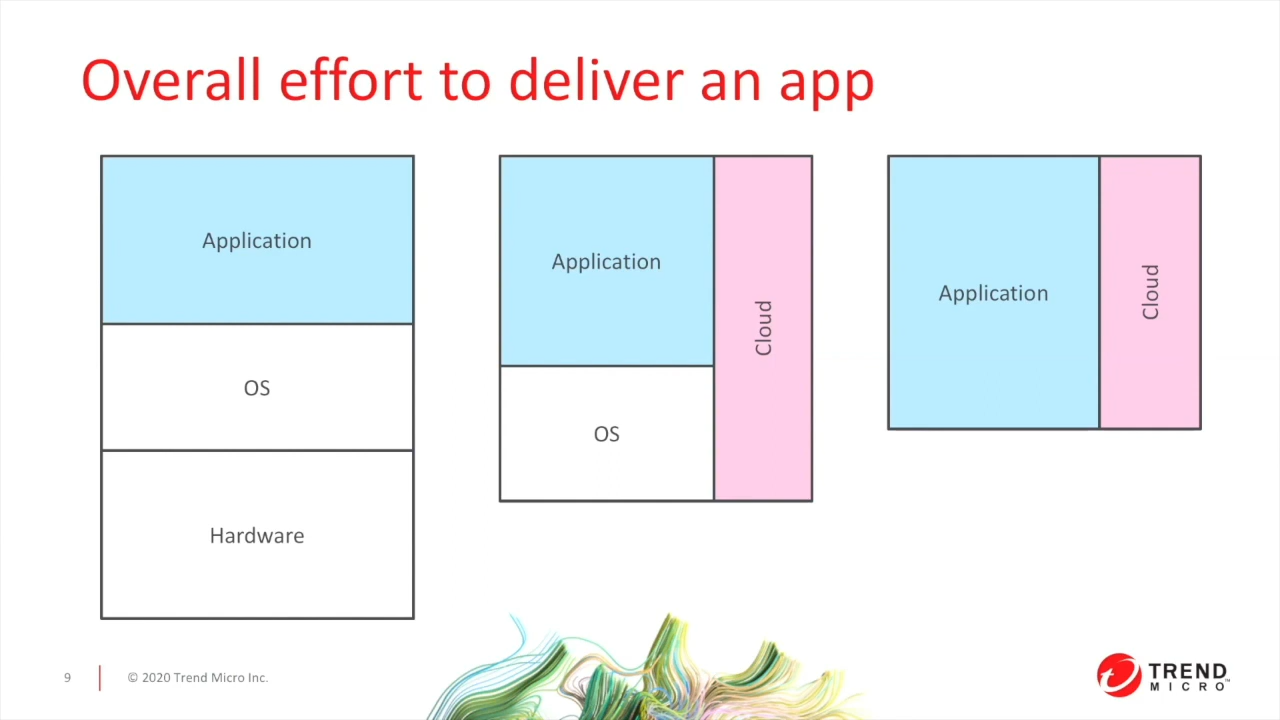 Overall effort to deliver an app
Application
OS
Hardware
Application
OS
Cloud
Application
Cloud
9
© 2020 Trend Micro Inc.
TREND
MICRO™